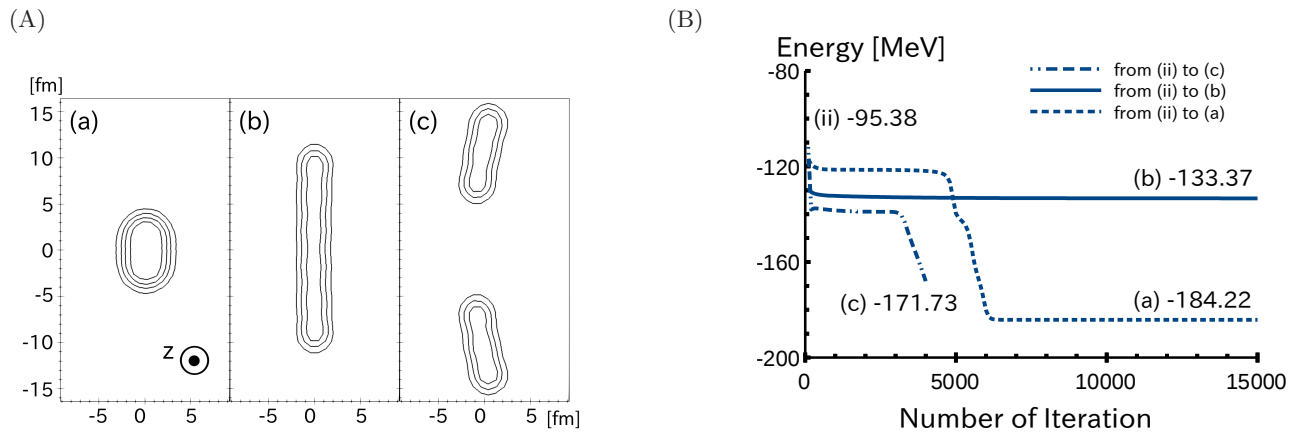 (A)
[fm]
(a)
(b)
(c)
15
10
5
0
-5
-10
-15
z
-5 0 5
-5 0 5
-5 0 5 [fm]
(B)
Energy [MeV]
-80
-120
-160
-200
from (ii) to (c)
from (ii) to (b)
from (ii) to (a)
(ii) -95.38
(b) -133.37
(c) -171.73
(a) -184.22
0 5000 10000 15000
Number of Iteration